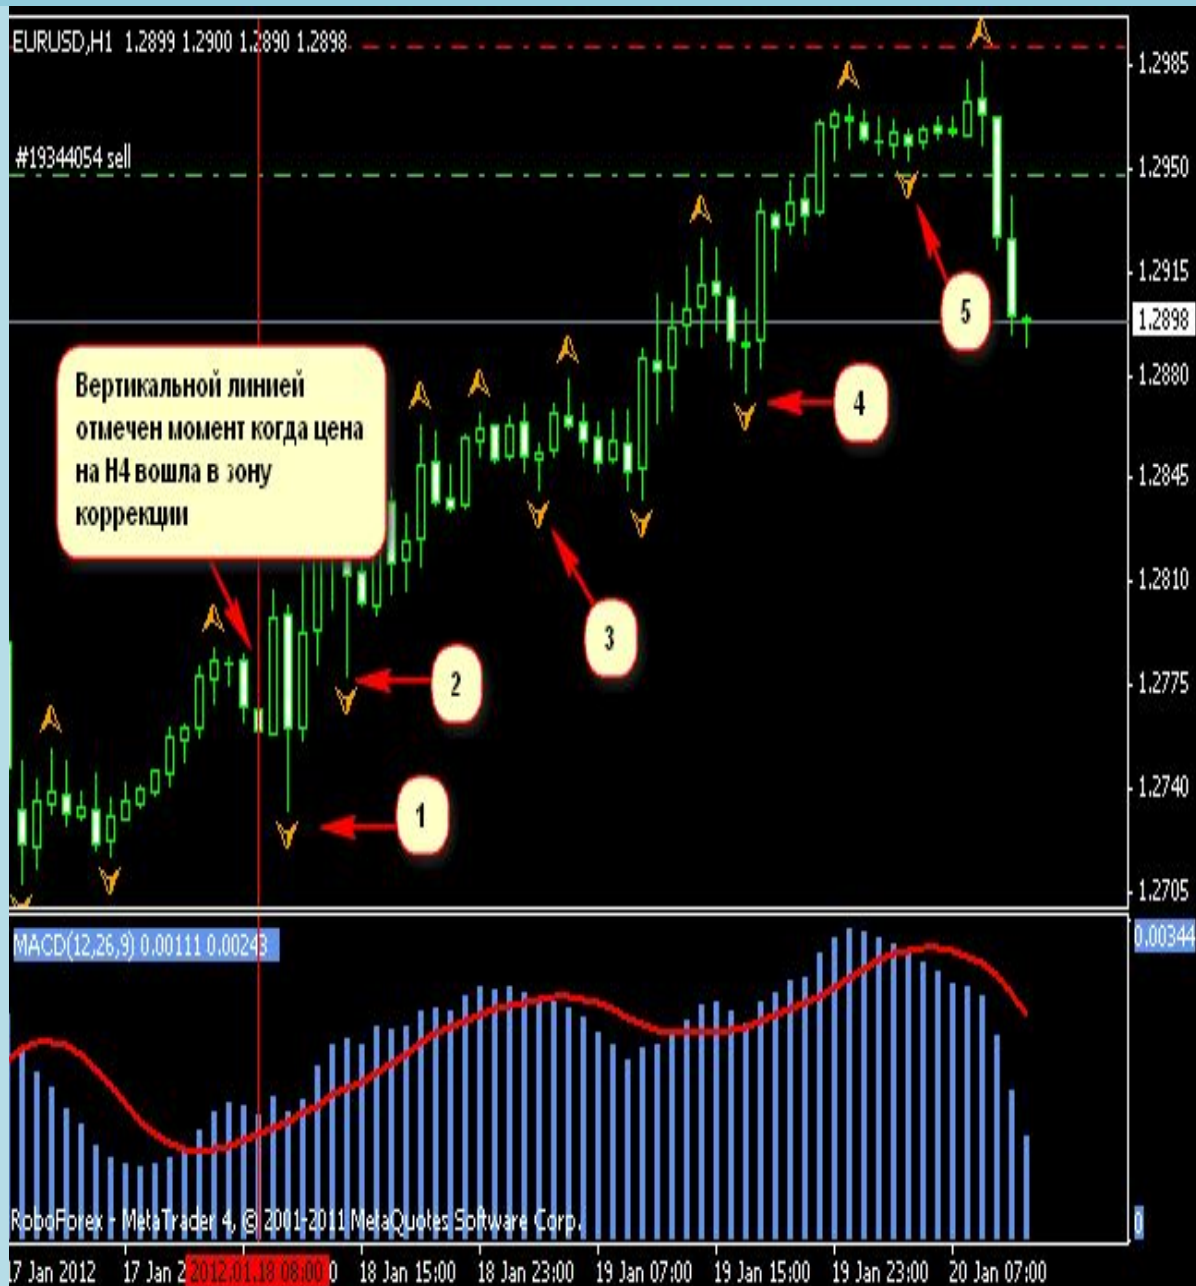 EURUSD,H1 1.2899 1.2900 1.2890 1.2898
1.2985
#19344054 sell
1.2950
1.2915
5
1.2898
Вертикальной линией
отмечен момент когда цена
на Н4 вошла в зону
коррекции
1.2880
4
1.2845
1.2810
3
1.2775
2
1.2740
1
1.2705
MACD(12,26,9) 0.00111 0.00243
0.00344
RoboForex - MetaTrader 4, © 2001-2011 MetaQuotes Software Corp.
0
7 Jan 2012 17 Jan 2 2012.01.18 08:00 0 18 Jan 15:00 18 Jan 23:00 19 Jan 07:00 19 Jan 15:00 19 Jan 23:00 20 Jan 07:00